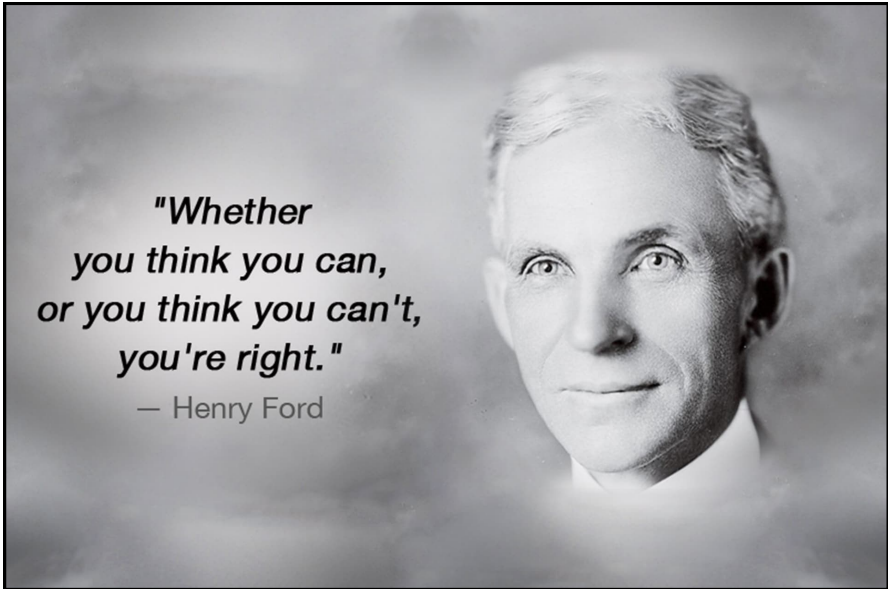 "Whether
you think you can,
or you think you can't,
you're right."
— Henry Ford